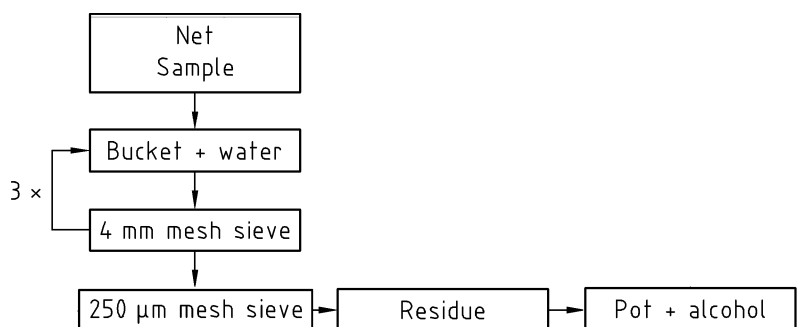 Net
Sample
Bucket + water
3 ×
4 mm mesh sieve
250 µm mesh sieve
Residue
Pot + alcohol